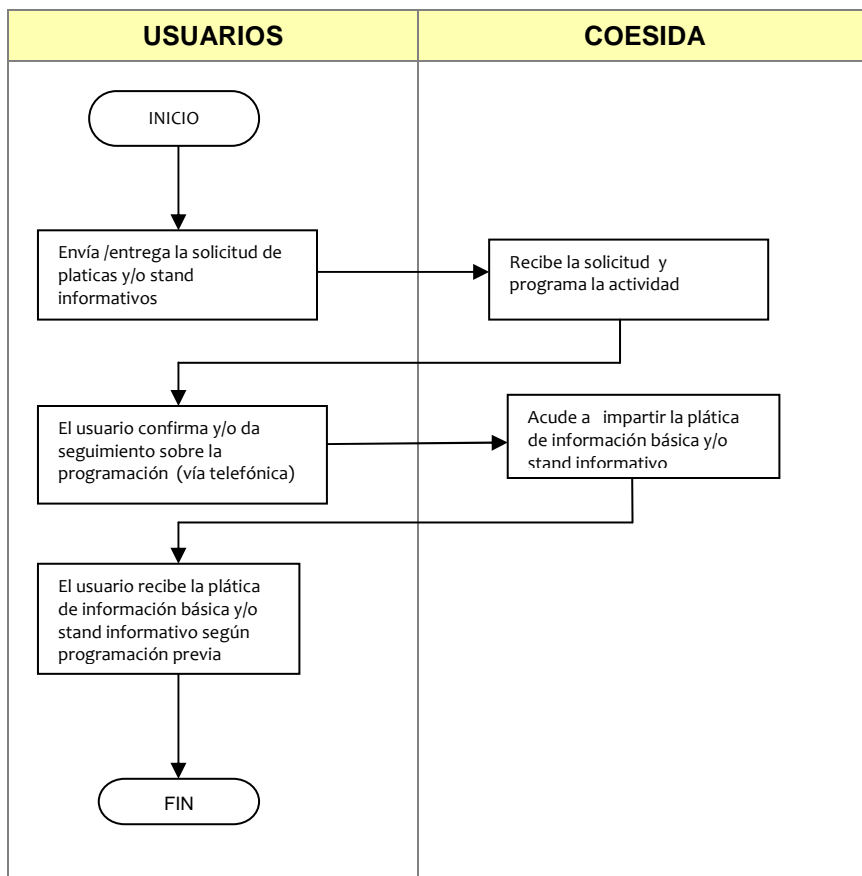 USUARIOS
COESIDA
INICIO
Envía /entrega la solicitud de
platicas y/o stand
informativos
Recibe la solicitud y
programa la actividad
El usuario confirma y/o da
seguimiento sobre la
programación (vía telefónica)
Acude a impartir la plática
de información básica y/o
stand informativo
El usuario recibe la plática
de información básica y/o
stand informativo según
programación previa
FIN